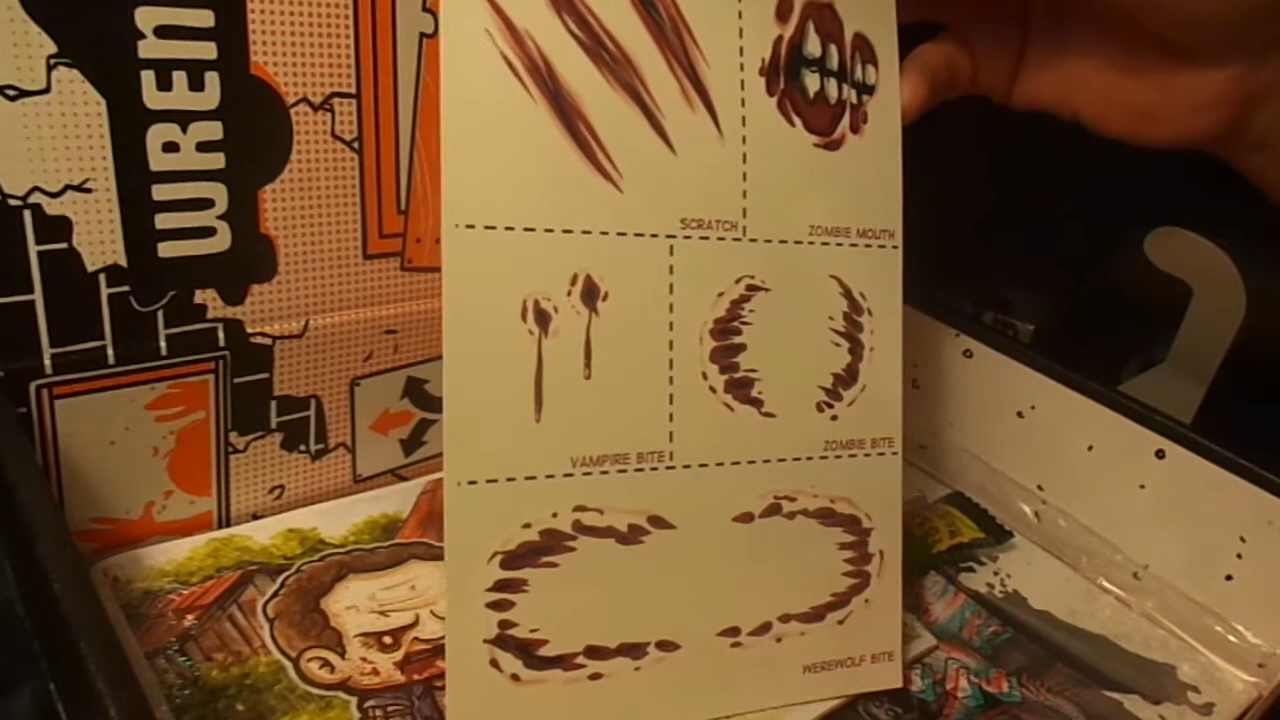 WREN
SCRATCH
ZOMBIE MOUTH
VAMPIRE BITE
ZOMBIE BITE
WEREWOLF BITE